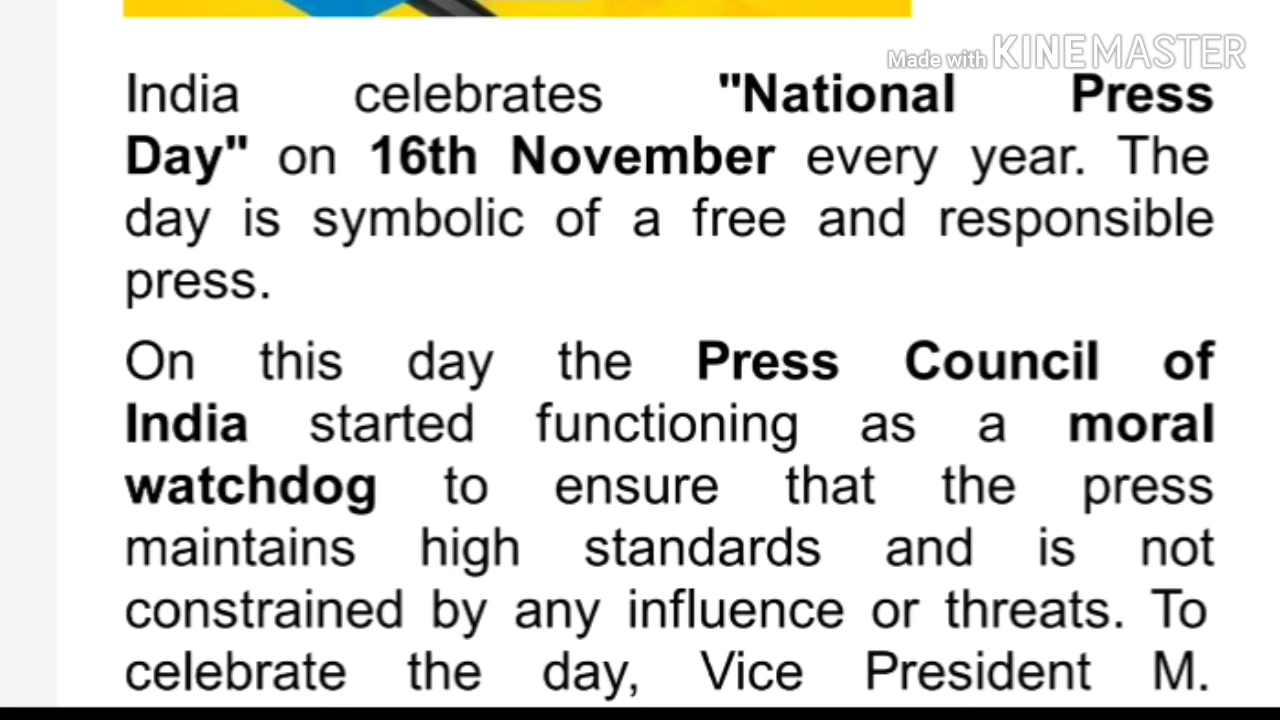 Made with KINEMASTER
India celebrates "National Press
Day" on 16th November every year. The
day is symbolic of a free and responsible
press.
On this day the Press Council of
India started functioning as a moral
watchdog to ensure that the press
maintains high standards and is not
constrained by any influence or threats. To
celebrate the day, Vice President M.